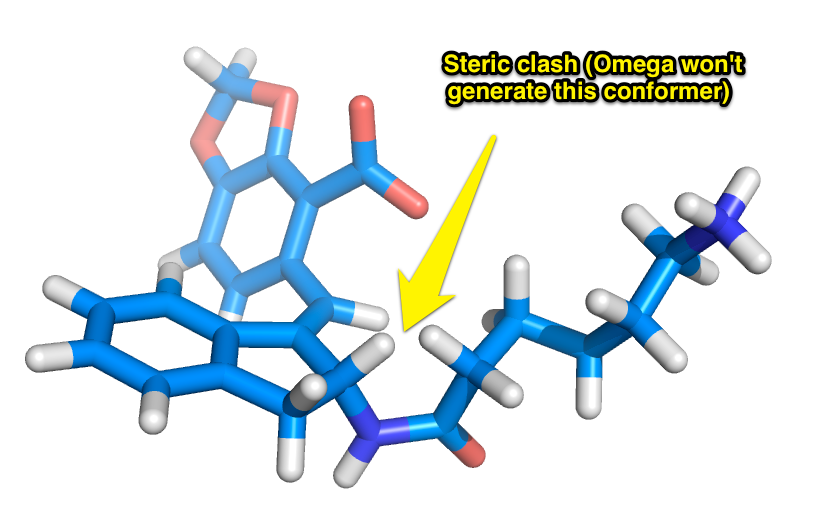 Steric clash (Omega won't
generate this conformer)